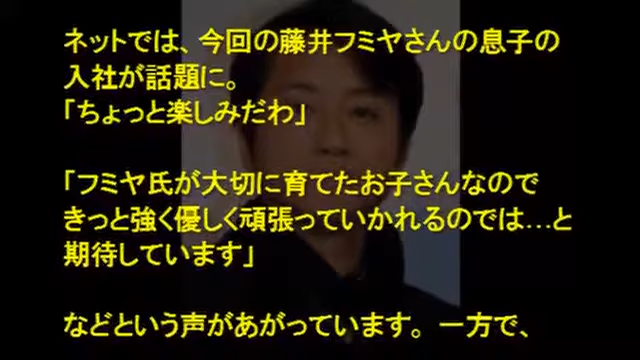 ネットでは、今回の藤井フミヤさんの息子の
入社が話題に。
「ちょっと楽しみだわ」
「フミヤ氏が大切に育てたお子さんなので
きっと強く優しく頑張っていかれるのでは…と
期待しています」
などという声があがっています。一方で、